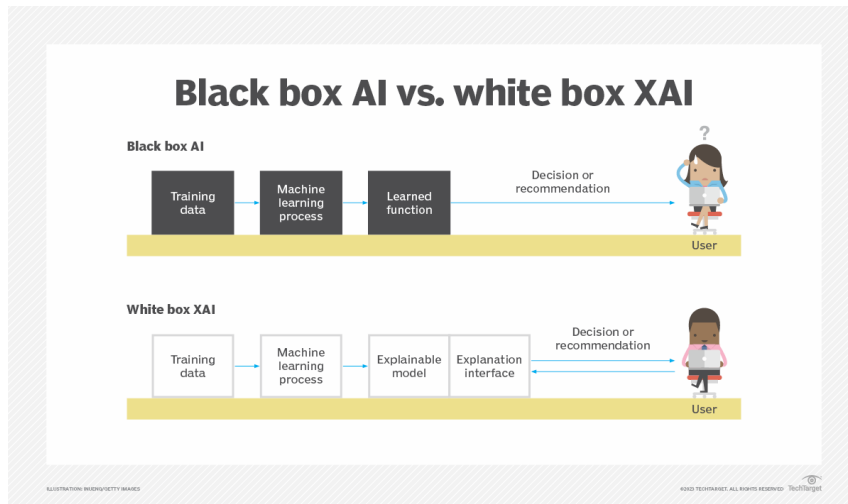 Black box AI vs. white box XAI
?
Black box AI
Training
data
Machine
learning
process
Learned
function
Decision or
recommendation
User
White box XAI
Training
data
Machine
learning
process
Explainable
model
Explanation
interface
Decision or
recommendation
User
ILLUSTRATION: INUENG/GETTY IMAGES
©2023 TECHTARGET. ALL RIGHTS RESERVED TechTarget